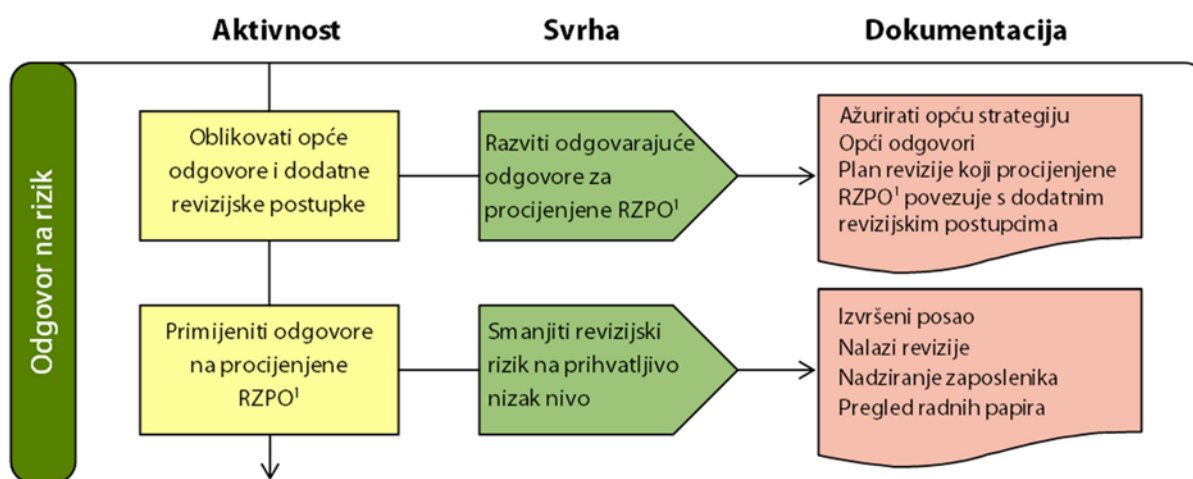 Aktivnost
Svrha
Dokumentacija
Odgovor na rizik
Oblikovati opće
odgovore i dodatne
revizijske postupke
Razviti odgovarajuće
odgovore za
procijenjene RZPO¹
Ažurirati opću strategiju
Opći odgovori
Plan revizije koji procijenjene
RZPO¹ povezuje s dodatnim
revizijskim postupcima
Primijeniti odgovore
na procijenjene
RZPO¹
Smanjiti revizijski
rizik na prihvatljivo
nizak nivo
Izvršeni posao
Nalazi revizije
Nadziranje zaposlenika
Pregled radnih papira